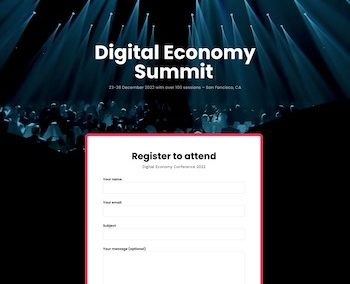 Digital Economy
Summit
23-26 December 2022 with over 100 sessions – San Fancisco, CA
Register to attend
Digital Economy Conference 2022
Your name
Your email
Subject
Your message (optional)